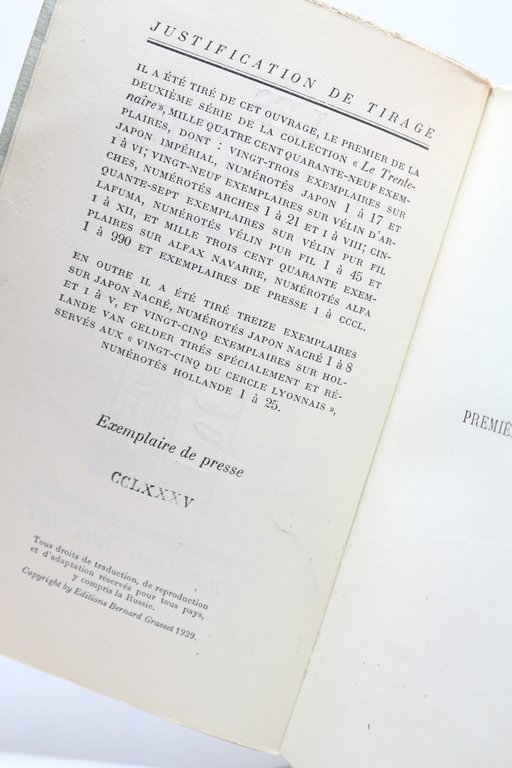 JUSTIFICATION DE TIRAGE
IL A ÉTÉ TIRÉ DE CET OUVRAGE, LE PREMIER DE LA
DEUXIÈME SÉRIE DE LA COLLECTION « Le Trente-
naire», MILLE QUATRE CENT QUARANTE-NEUF EXEM-
PLAIRES, DONT : VINGT-TROIS EXEMPLAIRES SUR
JAPON IMPÉRIAL, NUMÉROTÉS JAPON 1 à 17 ET
I à VI; VINGT-NEUF EXEMPLAIRES SUR VÉLIN D'AR-
CHES, NUMÉROTÉS ARCHES 1 à 21 ET I à VIII; CIN-
QUANTE-SEPT EXEMPLAIRES SUR VÉLIN PUR FIL
LAFUMA, NUMÉROTÉS VÉLIN PUR FIL 1 à 45 ET
I à XII, ET MILLE TROIS CENT QUARANTE EXEM-
PLAIRES SUR ALFAX NAVARRE, NUMÉROTÉS ALFA
1 à 990 ET EXEMPLAIRES DE PRESSE I à CCCL.
EN OUTRE IL A ÉTÉ TIRÉ TREIZE EXEMPLAIRES
SUR JAPON NACRÉ, NUMÉROTÉS JAPON NACRÉ 1 à 8
ET I à V, ET VINGT-CINQ EXEMPLAIRES SUR HOL-
LANDE VAN GELDER TIRÉS SPÉCIALEMENT ET RÉ-
SERVÉS AUX « VINGT-CINQ DU CERCLE LYONNAIS »,
NUMÉROTÉS HOLLANDE 1 à 25.
Exemplaire de presse
CCLXXXV
Tous droits de traduction, de reproduction
et d'adaptation réservés pour tous pays,
y compris la Russie.
Copyright by Editions Bernard Grasset 1939.